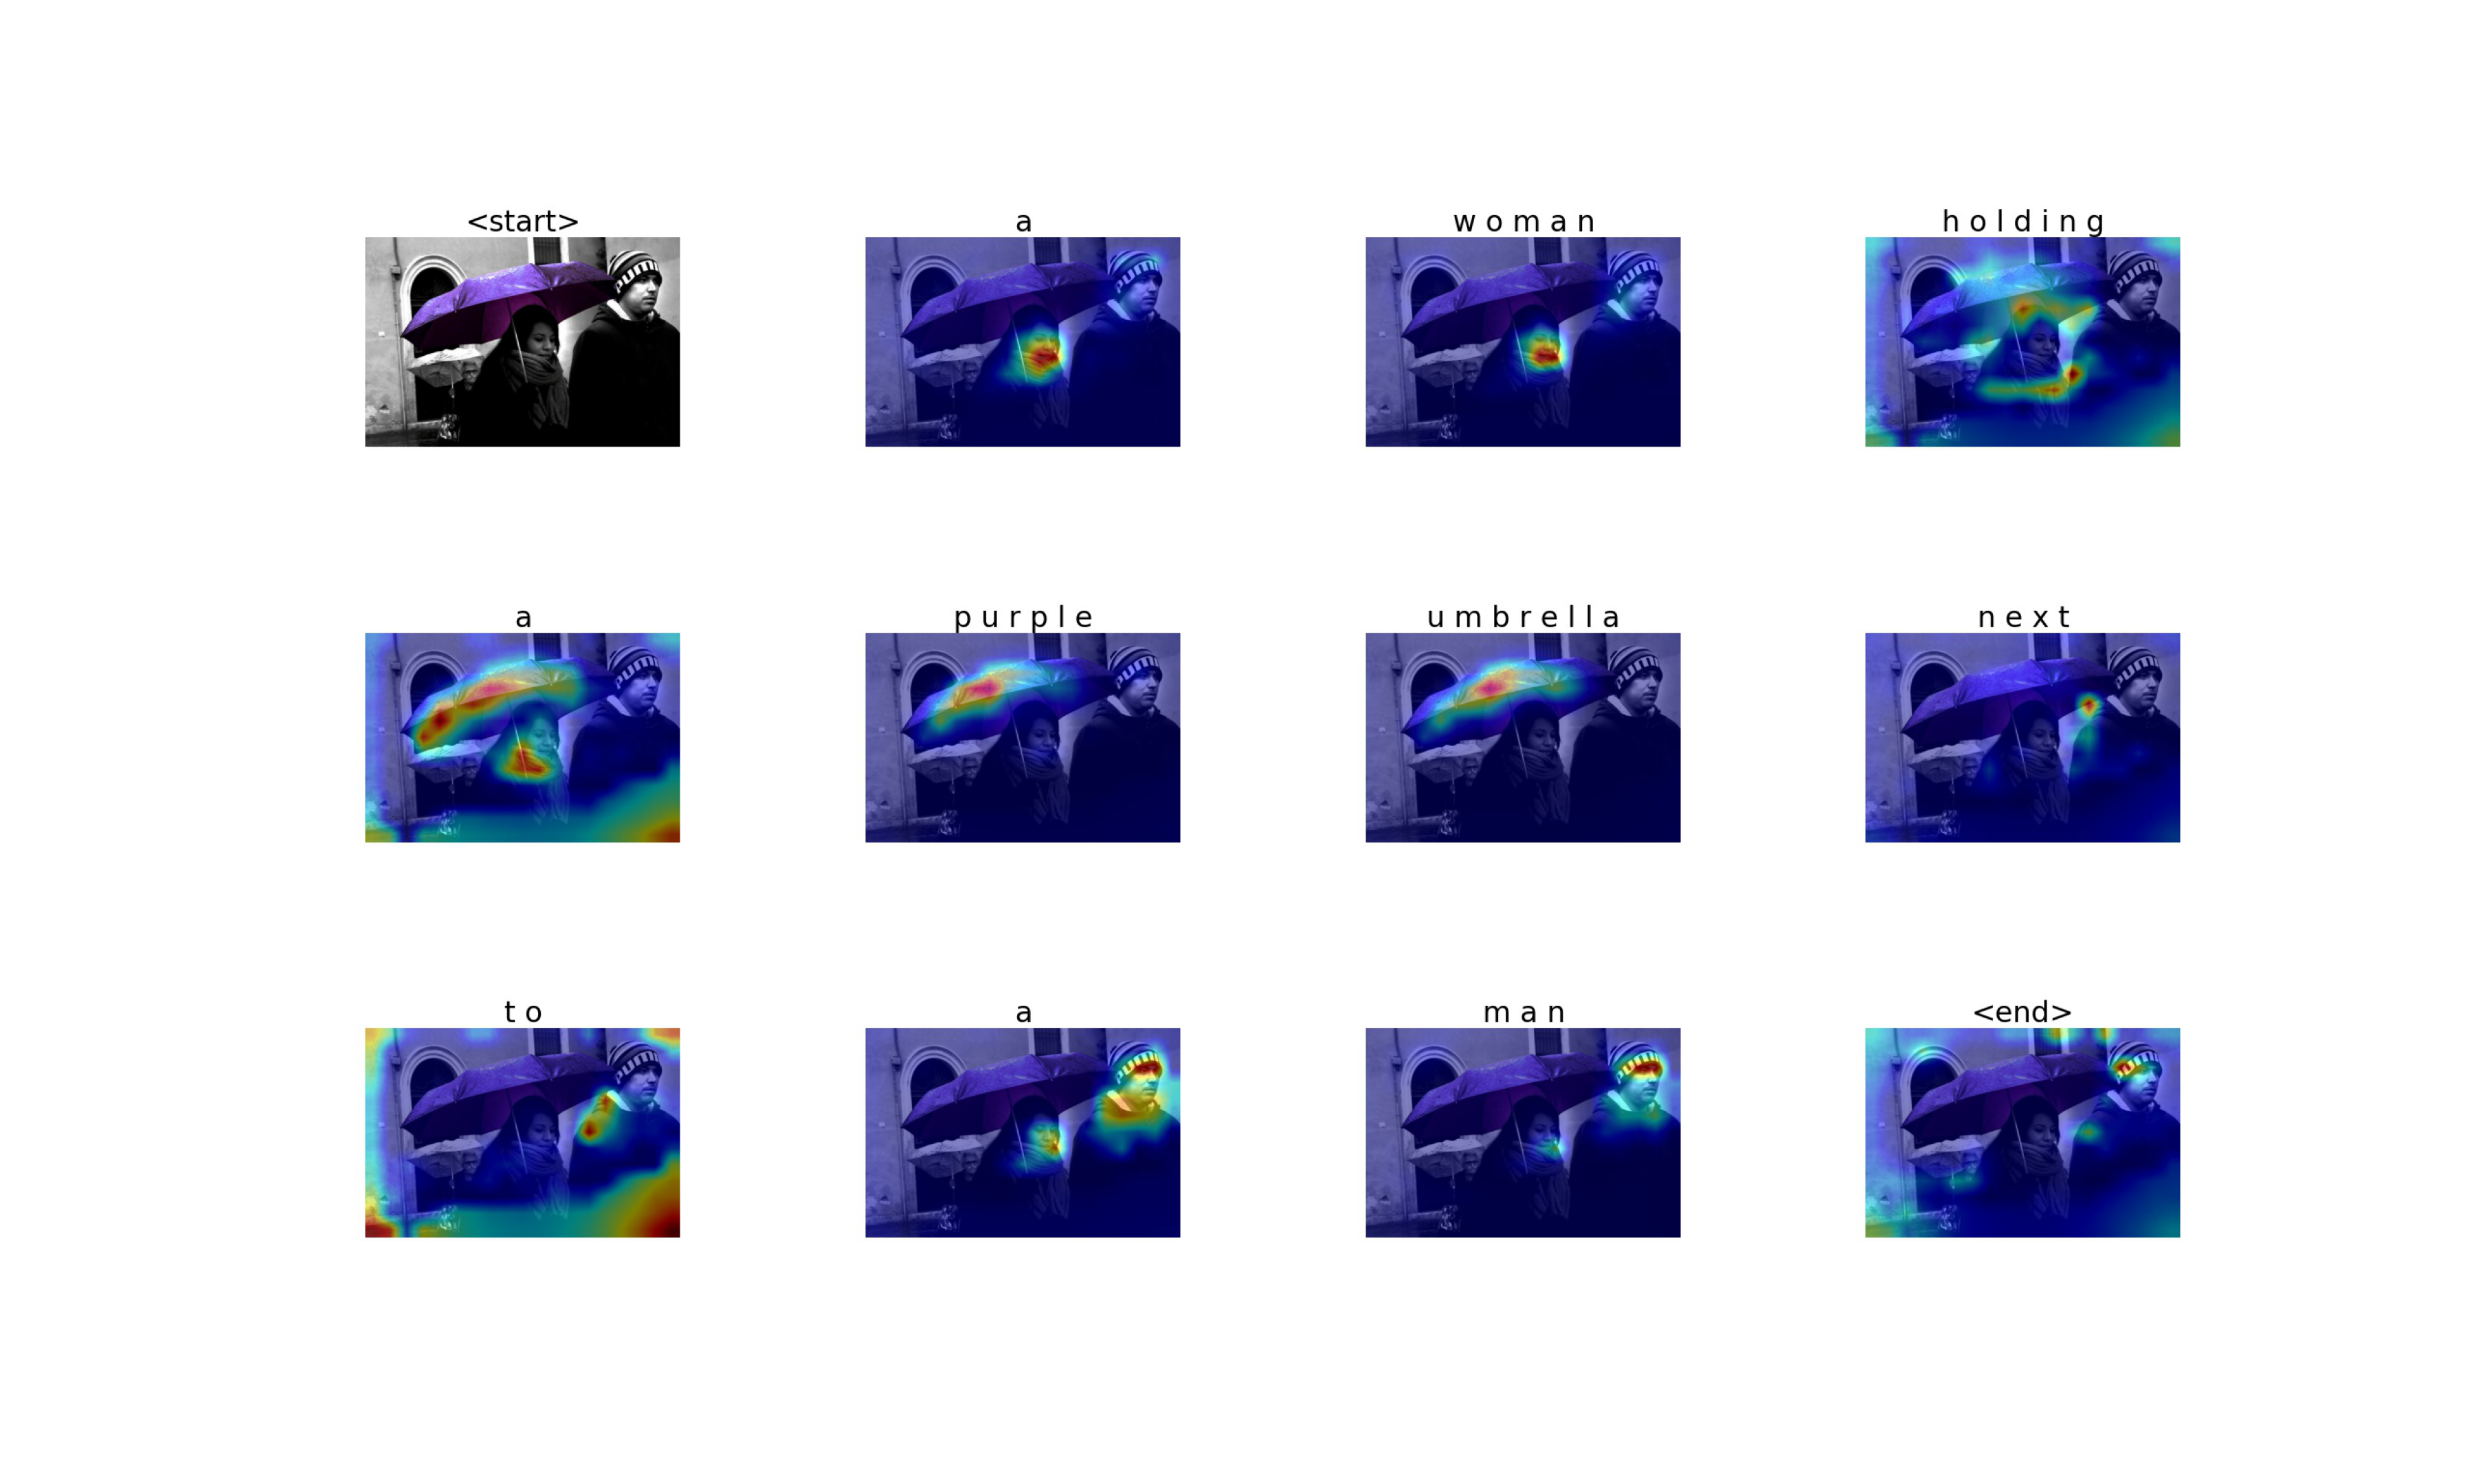 <start> a w o m a n h o l d i n g
a p u r p l e u m b r e l l a n e x t
t o a m a n <end>